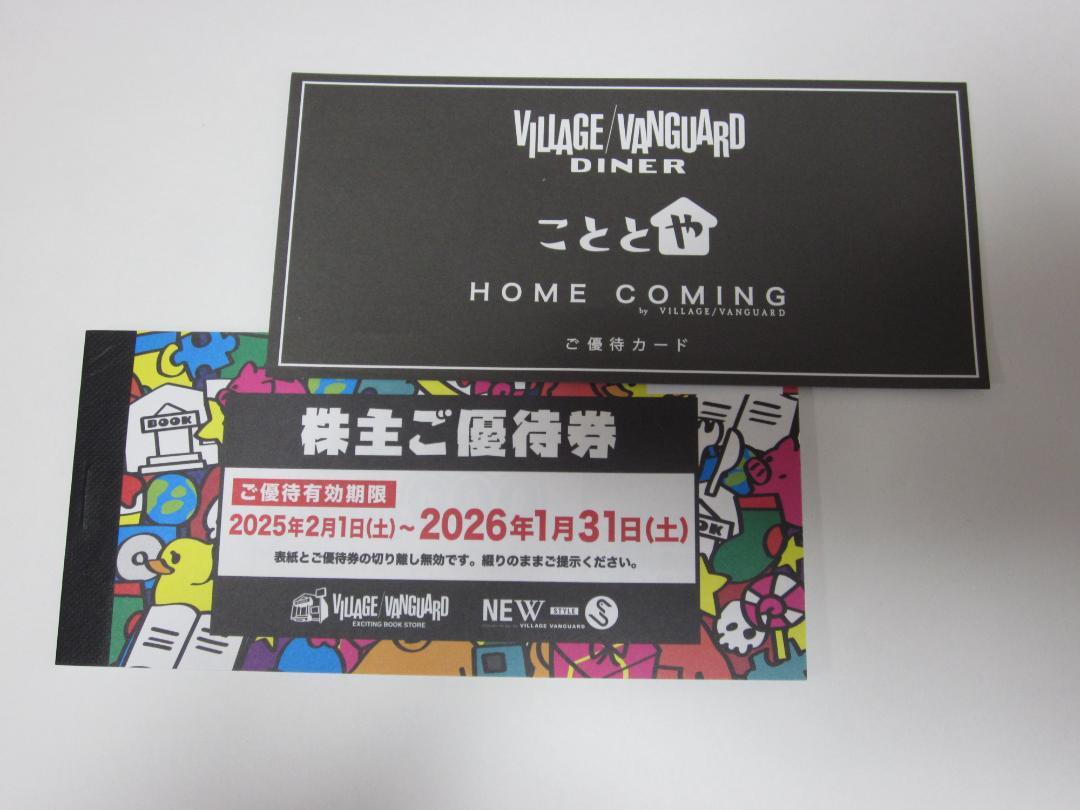 VILLAGE/VANGUARD
DINER
こととや
HOME COMING
by VILLAGE/VANGUARD
ご優待カード
BOOK
株主ご優待券
ご優待有効期限
2025年2月1日(土)~2026年1月31日(土)
表紙とご優待券の切り離し無効です。綴りのままご提示ください。
VILLAGE/VANGUARD
EXCITING BOOK STORE
NEW STYLE
VILLAGE VANGUARD